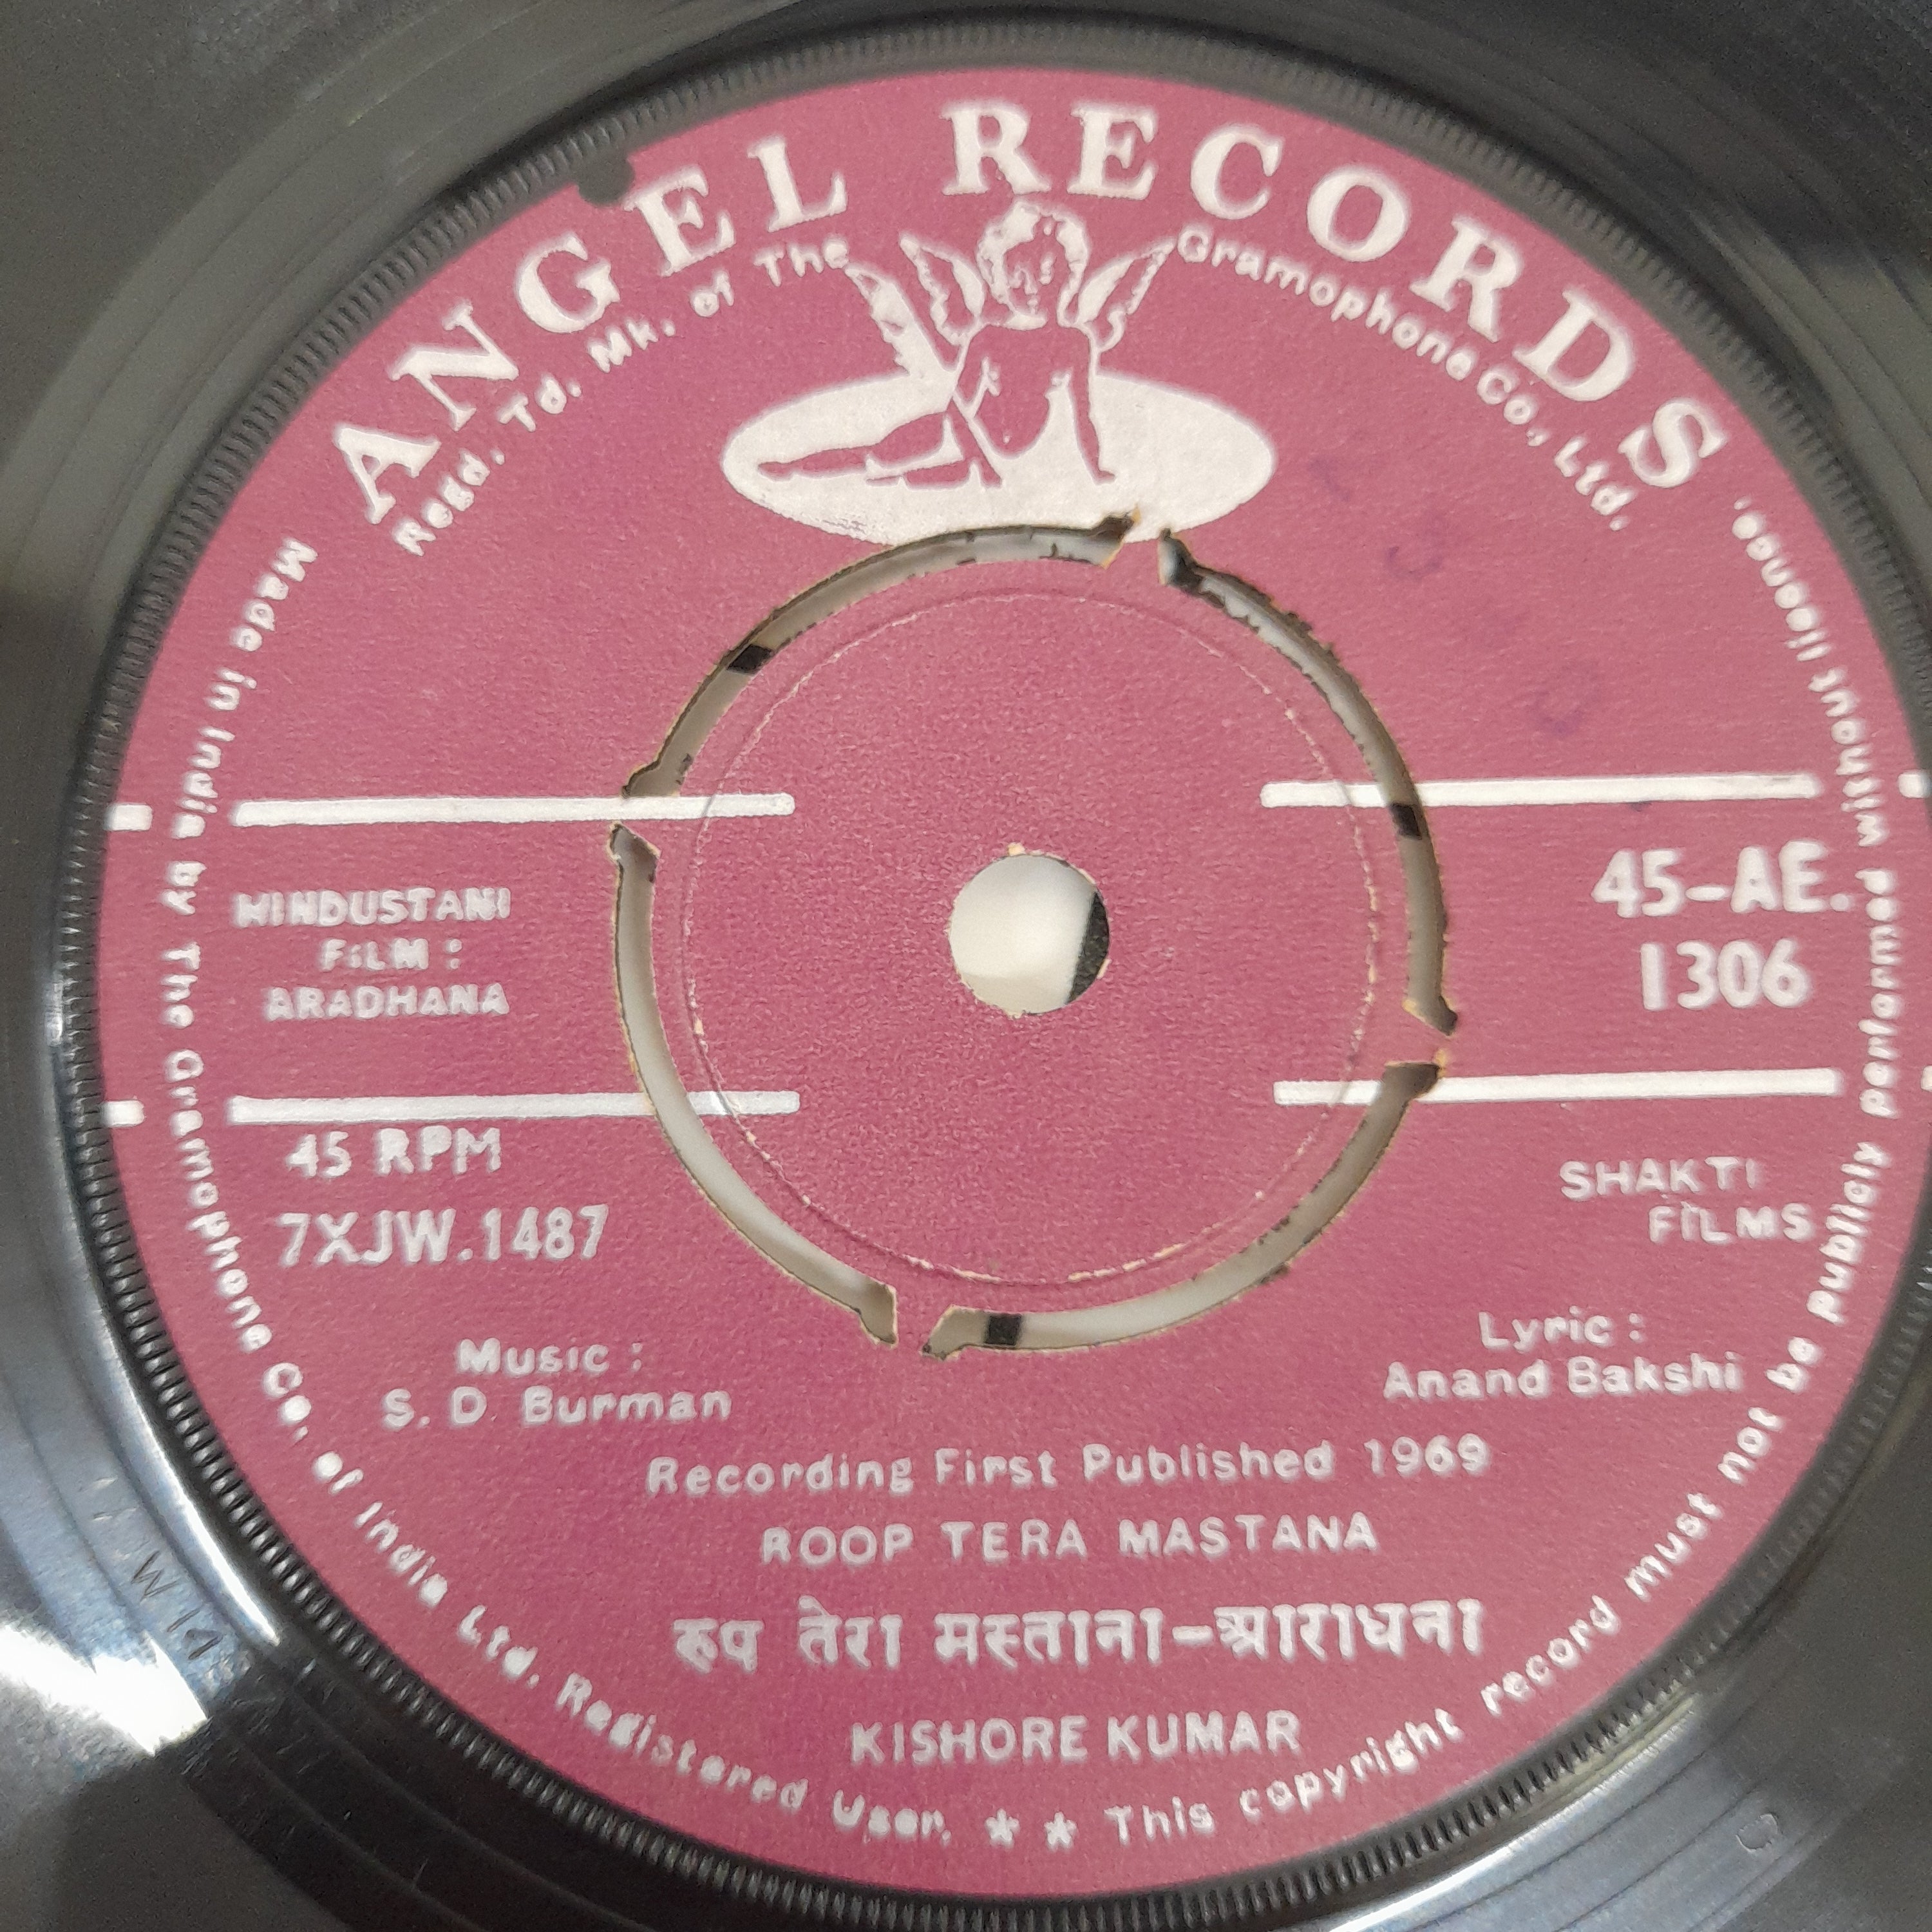 ANGEL RECORDS
Regd. Td. Mk. of The Gramophone Co., Ltd.
HINDUSTANI
FILM :
ARADHANA
45-AE.
1306
45 RPM
7XJW.1487
SHAKTI
FILMS
Music :
S. D Burman
Lyric :
Anand Bakshi
Recording First Published 1969
ROOP TERA MASTANA
रुप तेरा मस्ताना-आराधना
KISHORE KUMAR
Made in India by The Gramophone Co. of India Ltd. Registered User. ** This copyright record must not be publicly performed without licence.